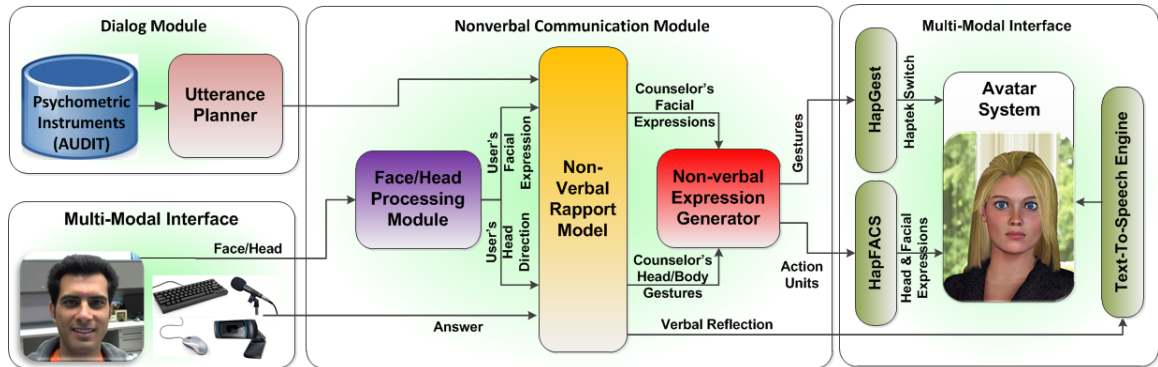 Dialog Module
Psychometric
Instruments
(AUDIT)
Utterance
Planner
Multi-Modal Interface
Face/Head
Answer
Nonverbal Communication Module
Face/Head
Processing
Module
User's
Facial
Expression
User's
Head
Direction
Non-
Verbal
Rapport
Model
Counselor's
Facial
Expressions
Non-verbal
Expression
Generator
Counselor's
Head/Body
Gestures
Verbal Reflection
Gestures
Action
Units
Multi-Modal Interface
HapGest
Haptek Switch
HapFACS
Head & Facial
Expressions
Avatar
System
Text-To-Speech Engine